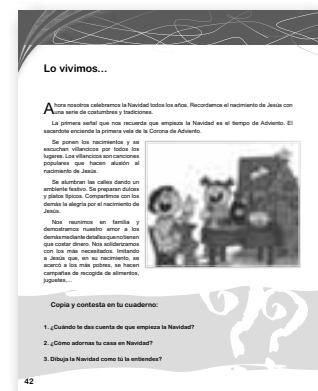 Lo vivimos...
Ahora nosotros celebramos la Navidad todos los años. Recordamos el nacimiento de Jesús con
una serie de costumbres y tradiciones.
La primera señal que nos recuerda que empieza la Navidad es el tiempo de Adviento. El
sacerdote enciende la primera vela de la Corona de Adviento.
Se ponen los nacimientos y se
escuchan villancicos por todos los
lugares. Los villancicos son canciones
populares que hacen alusión al
nacimiento de Jesús.
Se alumbran las calles dando un
ambiente festivo. Se preparan dulces
y platos típicos. Compartimos con los
demás la alegría por el nacimiento de
Jesús.
Nos reunimos en familia y
demostramos nuestro amor a los
demás mediante detalles que no tienen
que costar dinero. Nos solidarizamos
con los más necesitados. Imitando
a Jesús que, en su nacimiento, se
acercó a los más pobres, se hacen
campañas de recogida de alimentos,
juguetes,...
Copia y contesta en tu cuaderno:
1. ¿Cuándo te das cuenta de que empieza la Navidad?
2. ¿Cómo adornas tu casa en Navidad?
3. Dibuja la Navidad como tú la entiendes?
42